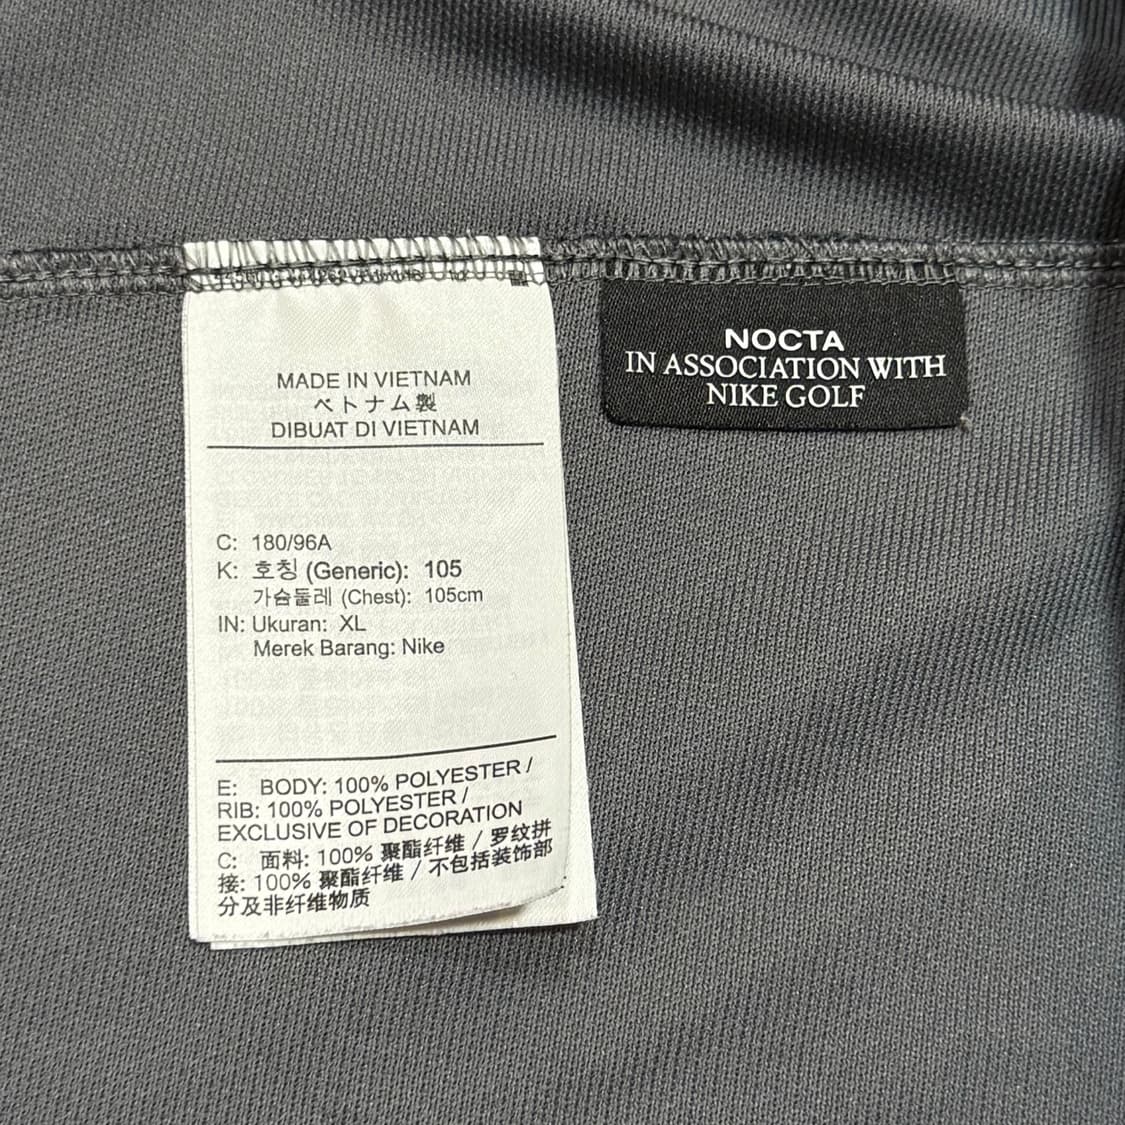 MADE IN VIETNAM
ベトナム製
DIBUAT DI VIETNAM
C: 180/96A
K: 호칭 (Generic): 105
가슴둘레 (Chest): 105cm
IN: Ukuran: XL
Merek Barang: Nike
E: BODY: 100% POLYESTER /
RIB: 100% POLYESTER /
EXCLUSIVE OF DECORATION
C: 面料: 100% 聚酯纤维 / 罗纹拼
接: 100% 聚酯纤维 / 不包括装饰部
分及非纤维物质
NOCTA
IN ASSOCIATION WITH
NIKE GOLF